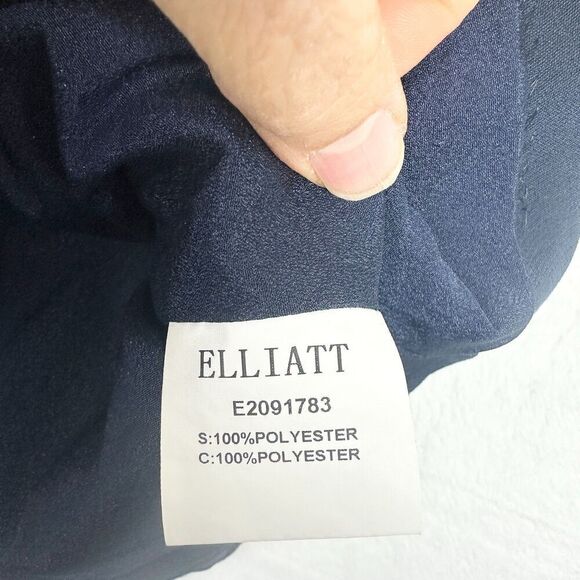 ELLIATT
E2091783
S:100%POLYESTER
C:100%POLYESTER